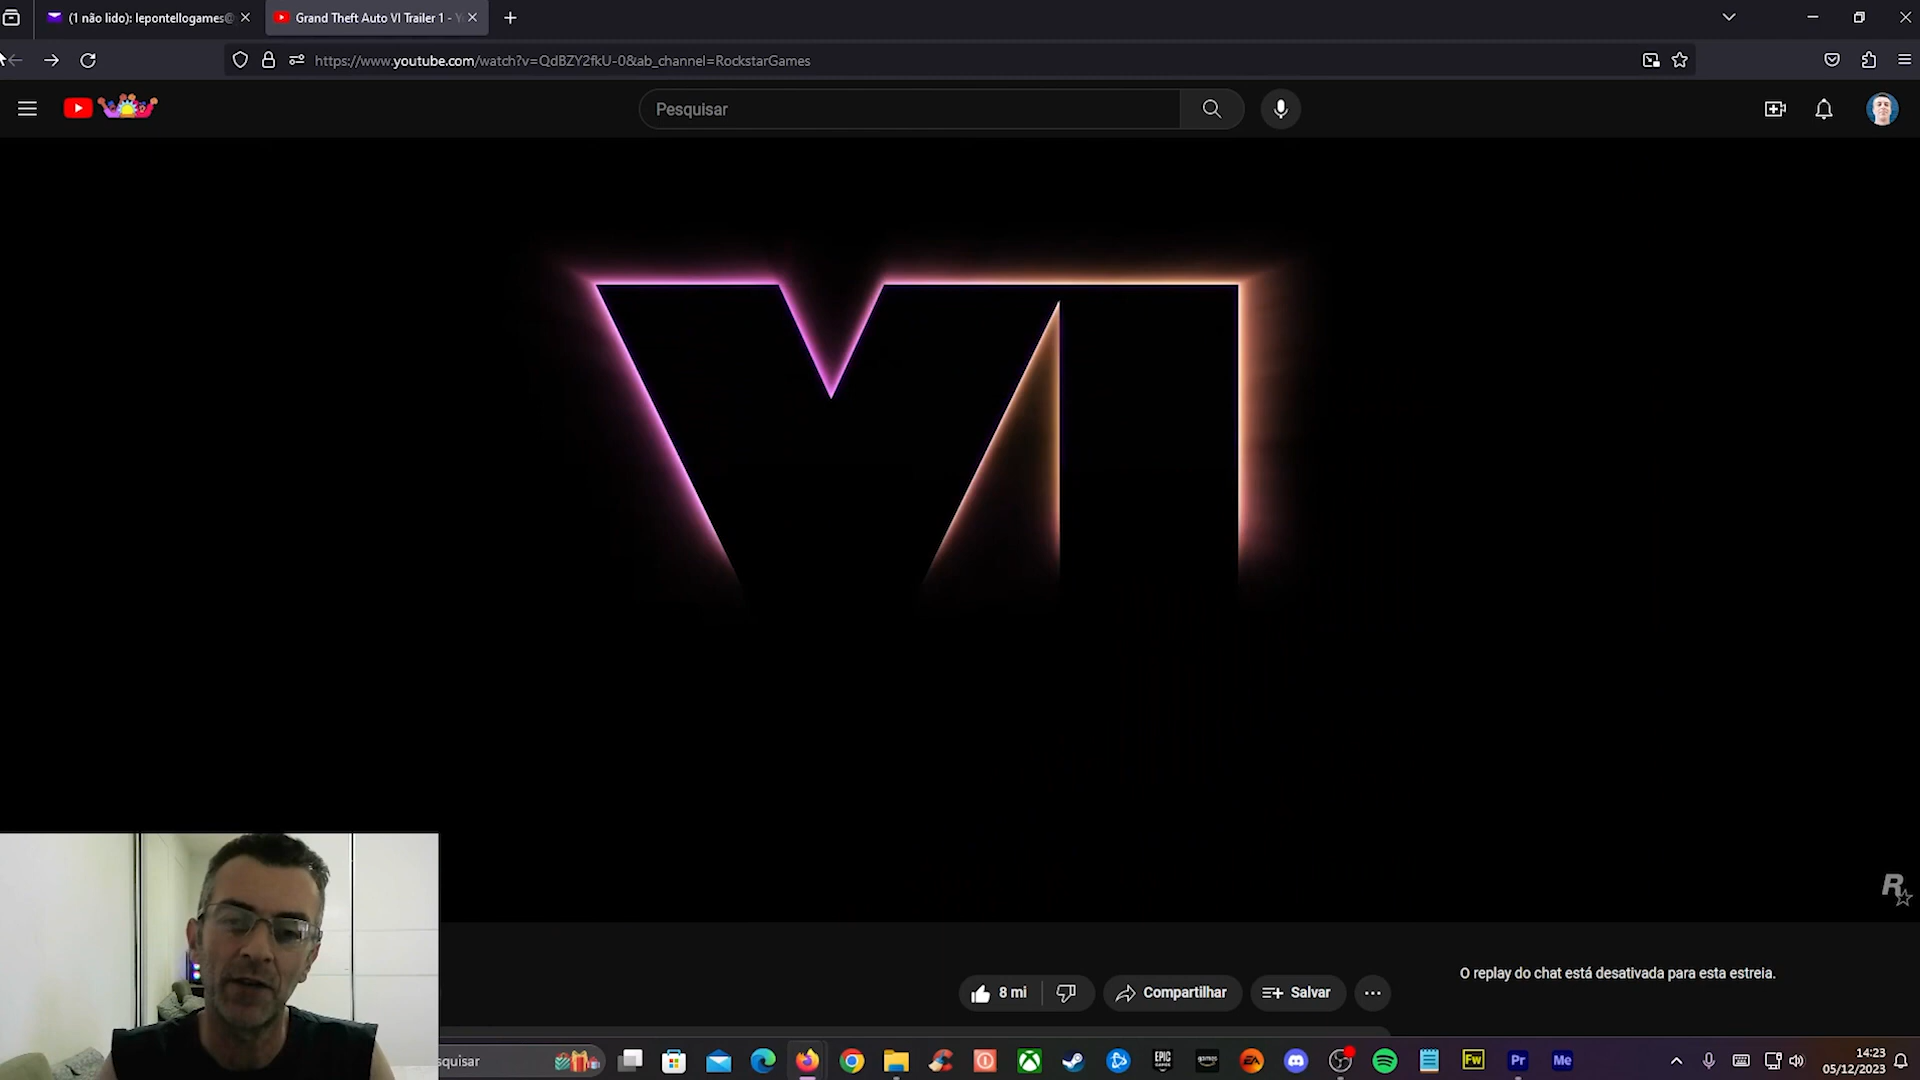 (1 não lido): lepontellogames@
Grand Theft Auto VI Trailer 1 - Y
https://www.youtube.com/watch?v=QdBZY2fkU-0&ab_channel=RockstarGames
Pesquisar
VI
R
8 mi
Compartilhar
Salvar
O replay do chat está desativada para esta estreia.
squisar
EPIC GAMES
games
EA
Fw
Pr
Me
14:23
05/12/2023